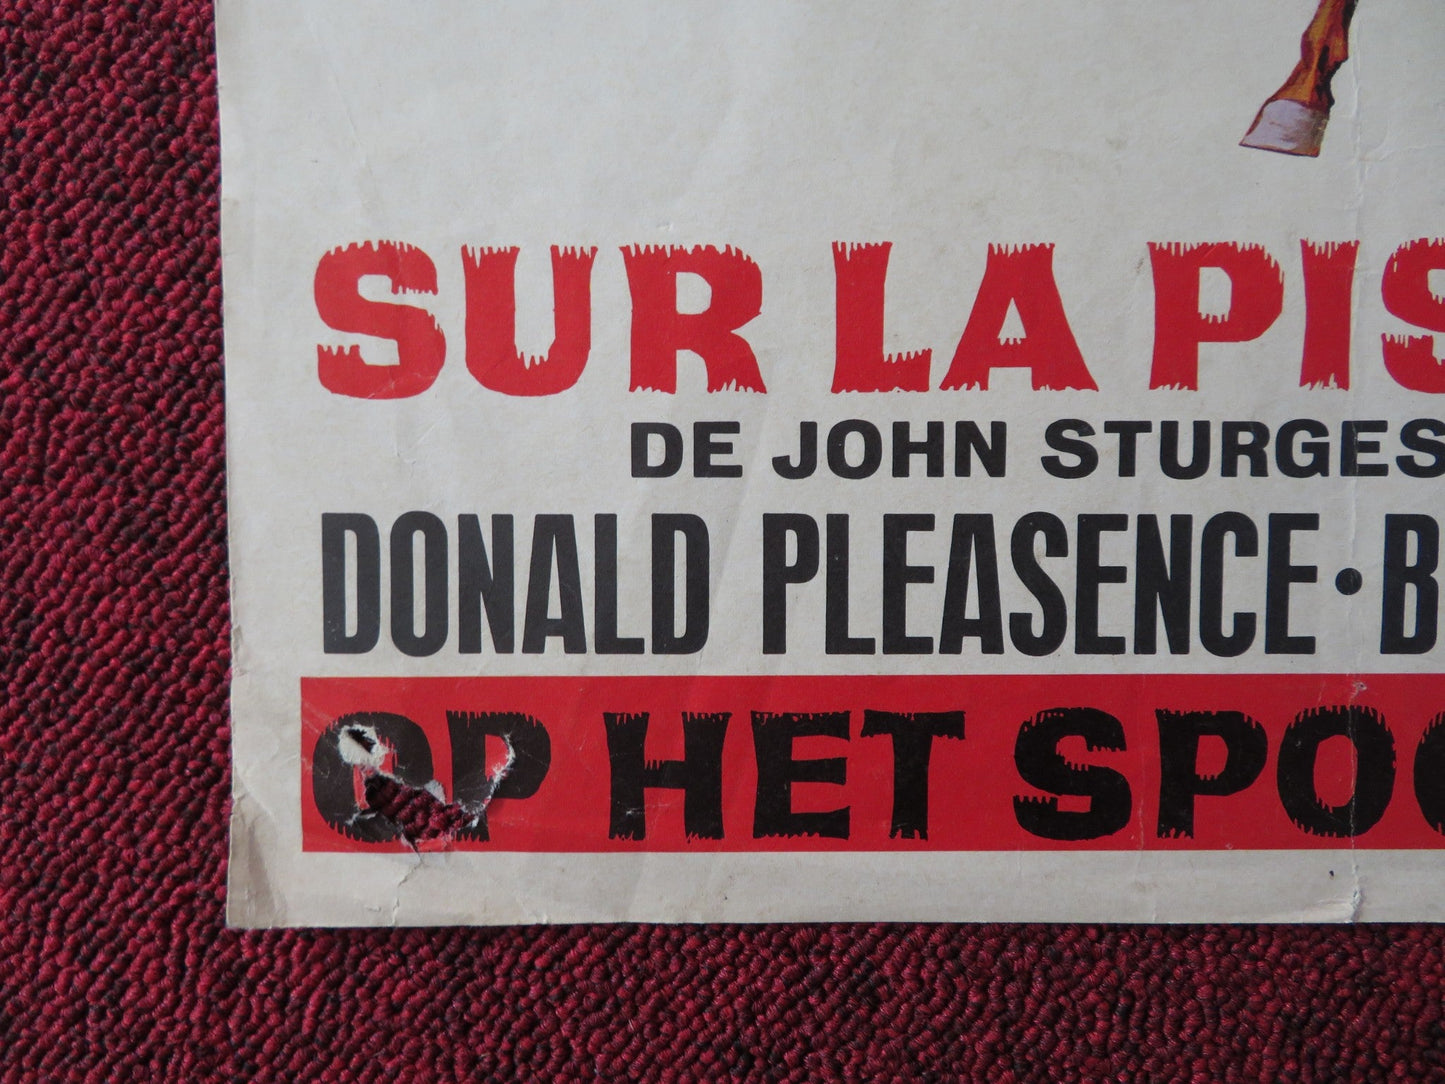 SUR LA PIS
DE JOHN STURGES
DONALD PLEASENCE · B
OP HET SPOO